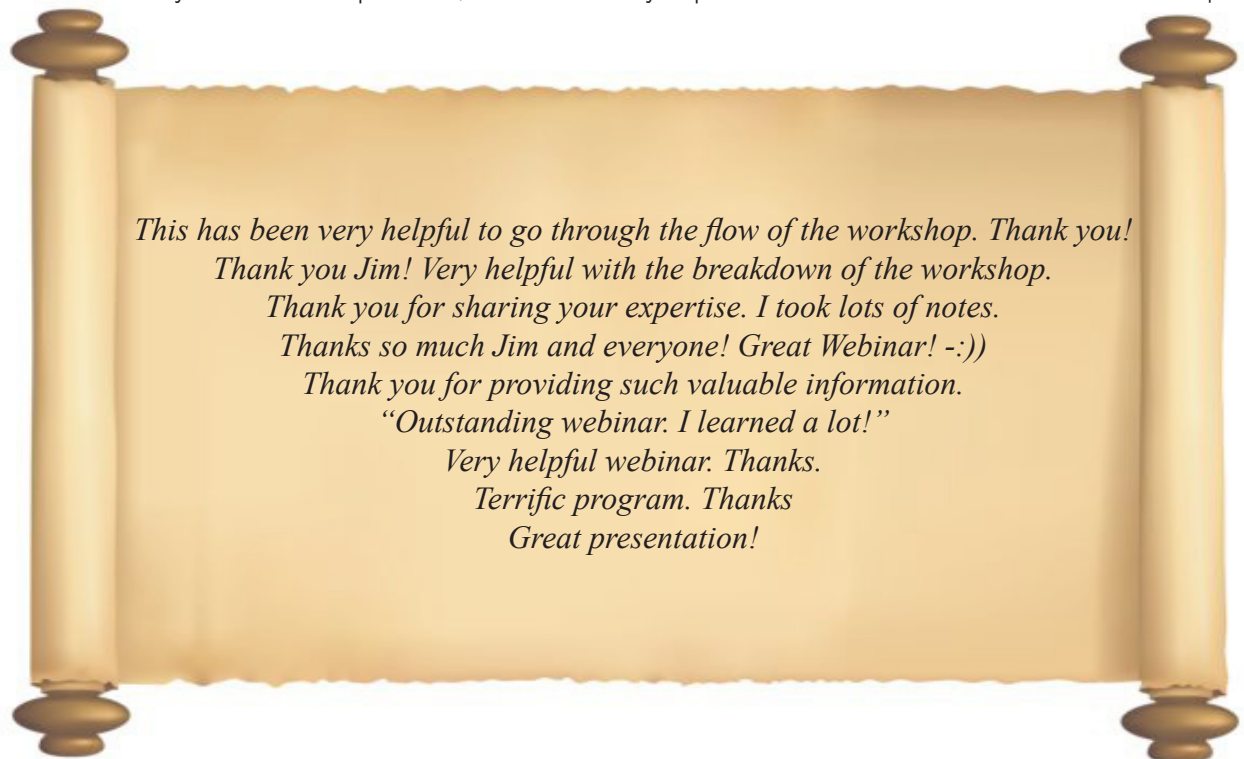 This has been very helpful to go through the flow of the workshop. Thank you!
Thank you Jim! Very helpful with the breakdown of the workshop.
Thank you for sharing your expertise. I took lots of notes.
Thanks so much Jim and everyone! Great Webinar! -:))
Thank you for providing such valuable information.
“Outstanding webinar. I learned a lot!”
Very helpful webinar. Thanks.
Terrific program. Thanks
Great presentation!